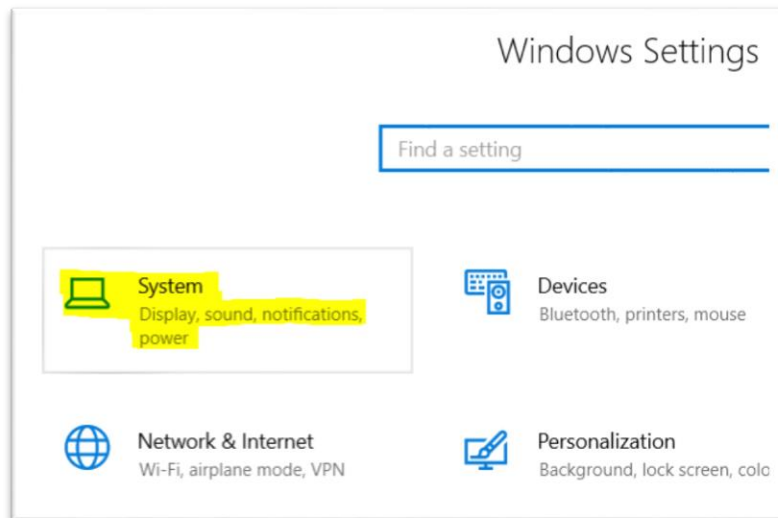 Windows Settings
Find a setting
System
Display, sound, notifications,
power
Devices
Bluetooth, printers, mouse
Network & Internet
Wi-Fi, airplane mode, VPN
Personalization
Background, lock screen, colo